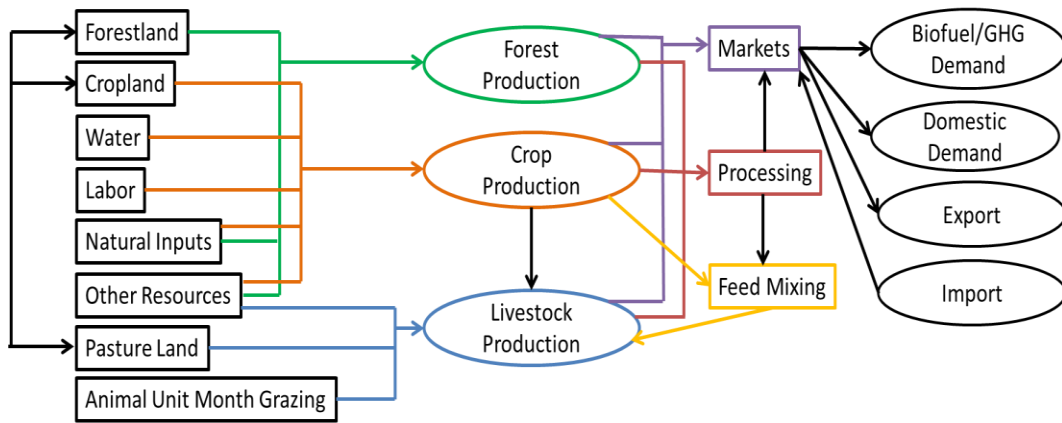 Forestland
Cropland
Water
Labor
Natural Inputs
Other Resources
Pasture Land
Animal Unit Month Grazing
Forest
Production
Crop
Production
Livestock
Production
Markets
Processing
Feed Mixing
Biofuel/GHG
Demand
Domestic
Demand
Export
Import